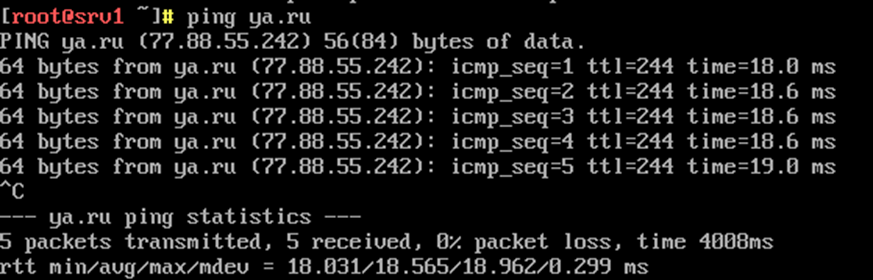 [root@srv1 ~]# ping ya.ru
PING ya.ru (77.88.55.242) 56(84) bytes of data.
64 bytes from ya.ru (77.88.55.242): icmp_seq=1 ttl=244 time=18.0 ms
64 bytes from ya.ru (77.88.55.242): icmp_seq=2 ttl=244 time=18.6 ms
64 bytes from ya.ru (77.88.55.242): icmp_seq=3 ttl=244 time=18.6 ms
64 bytes from ya.ru (77.88.55.242): icmp_seq=4 ttl=244 time=18.6 ms
64 bytes from ya.ru (77.88.55.242): icmp_seq=5 ttl=244 time=19.0 ms
^C
--- ya.ru ping statistics ---
5 packets transmitted, 5 received, 0% packet loss, time 4008ms
rtt min/avg/max/mdev = 18.031/18.565/18.962/0.299 ms